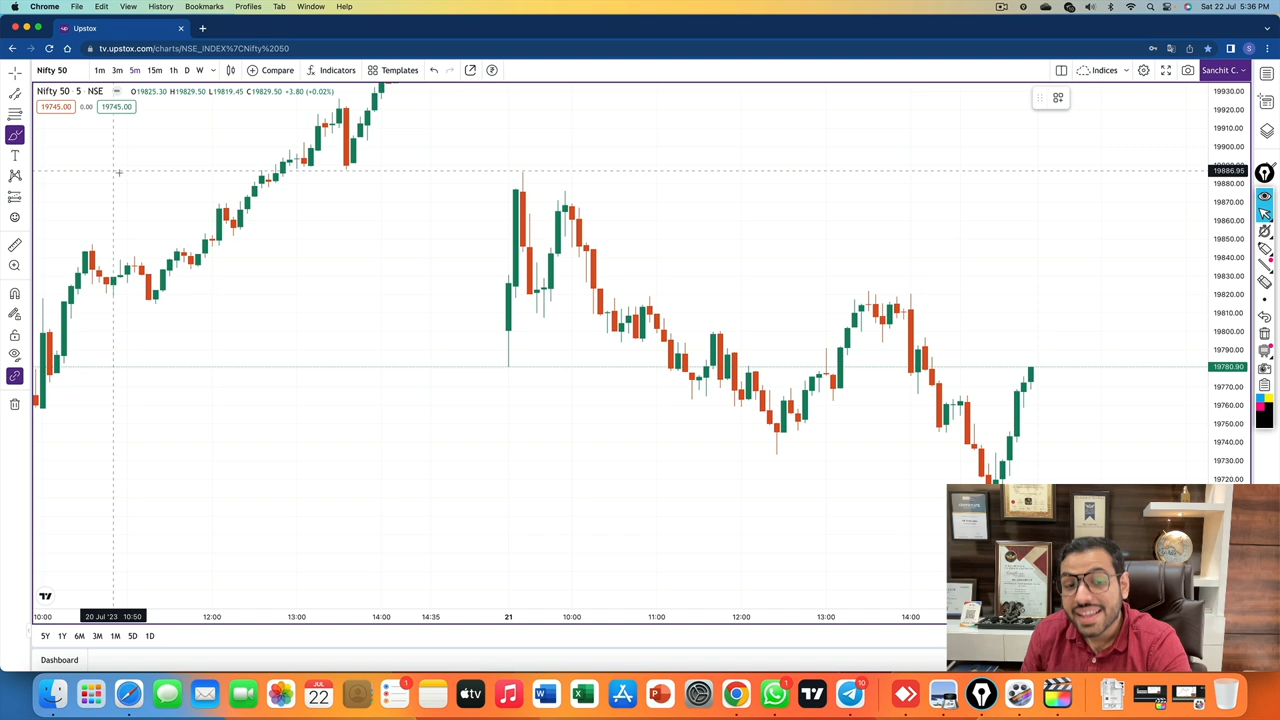 Chrome File Edit View History Bookmarks Profiles Tab Window Help
Sat 22 Jul 5:36 PM
Upstox
tv.upstox.com/charts/NSE_INDEX%7CNifty%2050
S
Nifty 50 1m 3m 5m 15m 1h D W Compare Indicators Templates Indices Sanchit C.
Nifty 50 · 5 · NSE O19825.30 H19829.50 L19819.45 C19829.50 +3.80 (+0.02%)
19745.00 0.00 19745.00
19930.00
19920.00
19910.00
19900.00
19886.95
19880.00
19870.00
19860.00
19850.00
19840.00
19830.00
19820.00
19810.00
19800.00
19790.00
19780.90
19770.00
19760.00
19750.00
19740.00
19730.00
19720.00
10:00 20 Jul '23 10:50 12:00 13:00 14:00 14:35 21 10:00 11:00 12:00 13:00 14:00
5Y 1Y 6M 3M 1M 5D 1D
Dashboard
JUL
22
1
tv
W
X
P
1
10